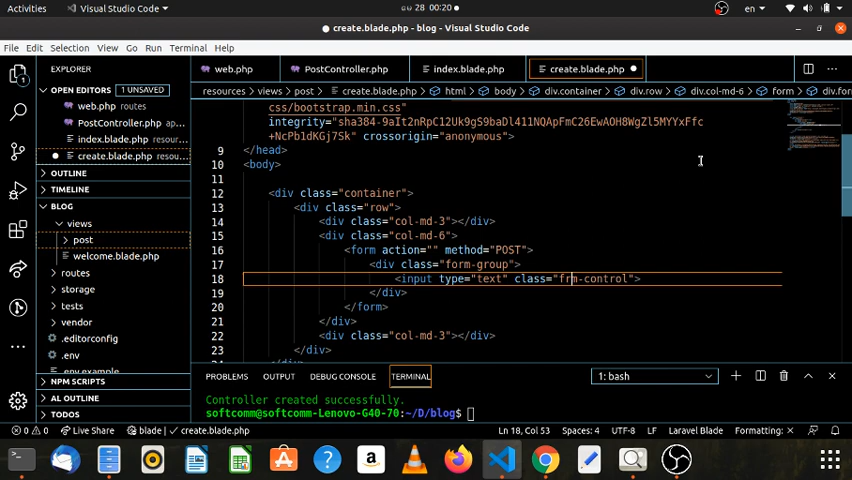 Activities
Visual Studio Code
28 00:20
en
create.blade.php - blog - Visual Studio Code
File Edit Selection View Go Run Terminal Help
EXPLORER
web.php
PostController.php
index.blade.php
create.blade.php
OPEN EDITORS 1 UNSAVED
web.php routes
PostController.php ap...
index.blade.php resour...
create.blade.php resou...
OUTLINE
TIMELINE
BLOG
views
post
welcome.blade.php
routes
storage
tests
vendor
.editorconfig
.env
.env.example
NPM SCRIPTS
AL OUTLINE
TODOS
resources > views > post > create.blade.php > html > body > div.container > div.row > div.col-md-6 > form > div.for
css/bootstrap.min.css"
integrity="sha384-9aIt2nRpC12Uk9gS9baDl411NQApFmC26EwAOH8WgZl5MYYxFfc
+NcPb1dKGj7Sk" crossorigin="anonymous">
9 </head>
10 <body>
11
12 <div class="container">
13 <div class="row">
14 <div class="col-md-3"></div>
15 <div class="col-md-6">
16 <form action="" method="POST">
17 <div class="form-group">
18 <input type="text" class="frm-control">
19 </div>
20 </form>
21 </div>
22 <div class="col-md-3"></div>
23 </div>
PROBLEMS OUTPUT DEBUG CONSOLE TERMINAL
1: bash
Controller created successfully.
softcomm@softcomm-Lenovo-G40-70:~/D/blog$
0 0 Live Share blade | create.blade.php Ln 18, Col 53 Spaces: 4 UTF-8 LF Laravel Blade Formatting: ×